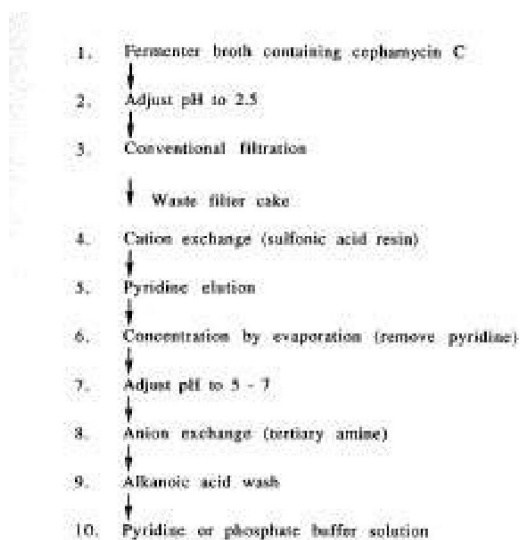 1. Fermenter broth containing cephamycin C
2. Adjust pH to 2.5
3. Conventional filtration
Waste filter cake
4. Cation exchange (sulfonic acid resin)
5. Pyridine elution
6. Concentration by evaporation (remove pyridine)
7. Adjust pH to 5 - 7
8. Anion exchange (tertiary amine)
9. Alkanoic acid wash
10. Pyridine or phosphate buffer solution